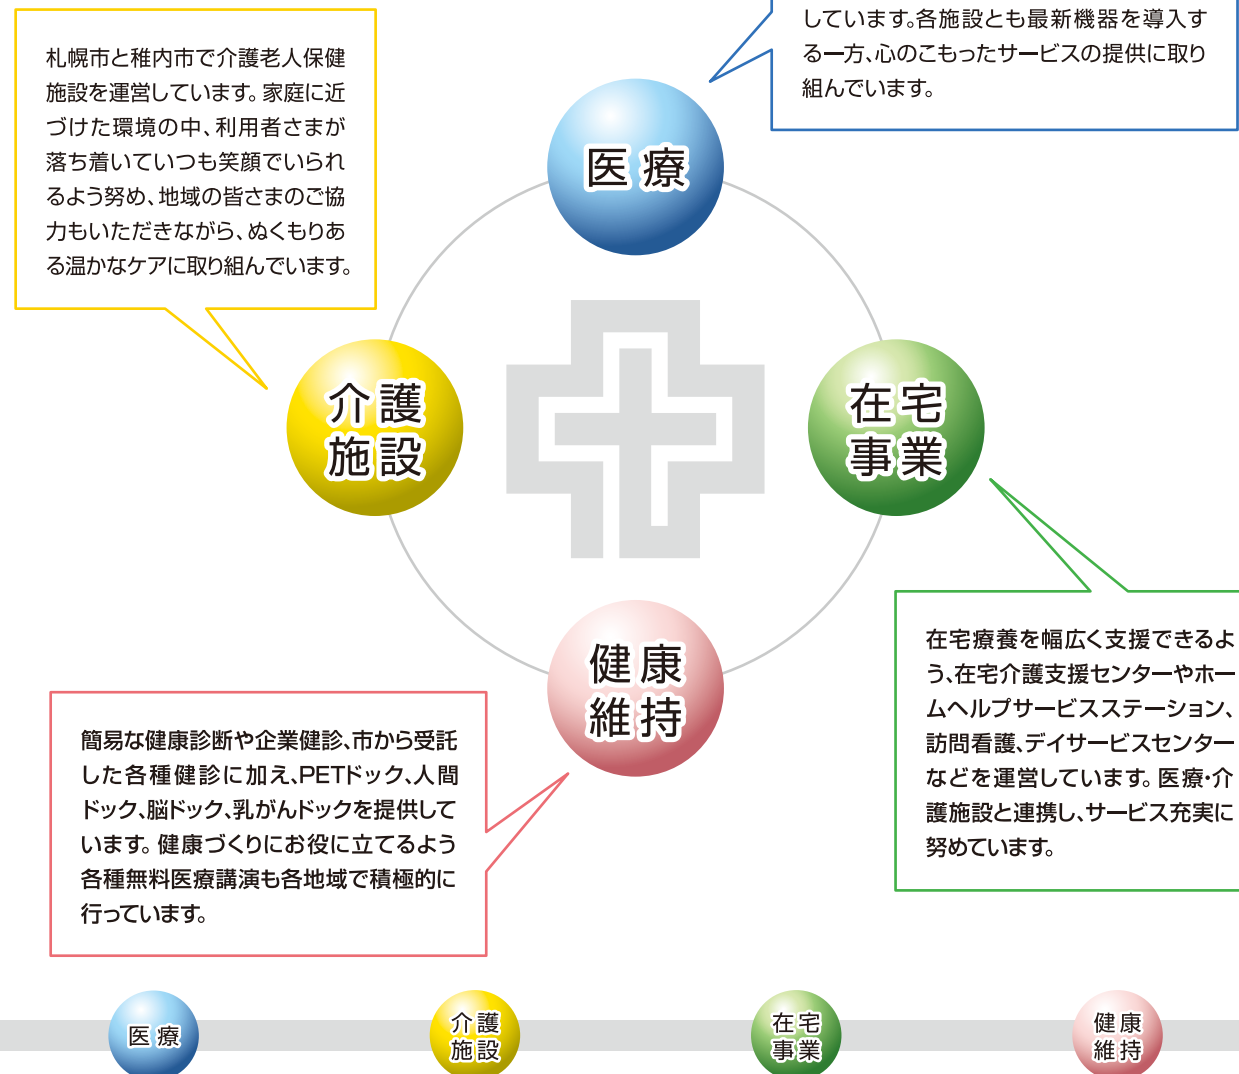 しています。各施設とも最新機器を導入す
る一方、心のこもったサービスの提供に取り
組んでいます。
札幌市と稚内市で介護老人保健
施設を運営しています。家庭に近
づけた環境の中、利用者さまが
落ち着いていつも笑顔でいられ
るよう努め、地域の皆さまのご協
力もいただきながら、ぬくもりあ
る温かなケアに取り組んでいます。
医療
介護
施設
在宅
事業
健康
維持
在宅療養を幅広く支援できるよ
う、在宅介護支援センターやホー
ムヘルプサービスステーション、
訪問看護、デイサービスセンター
などを運営しています。医療・介
護施設と連携し、サービス充実に
努めています。
簡易な健康診断や企業健診、市から受託
した各種健診に加え、PETドック、人間
ドック、脳ドック、乳がんドックを提供して
います。健康づくりにお役に立てるよう
各種無料医療講演も各地域で積極的に
行っています。
医療
介護
施設
在宅
事業
健康
維持